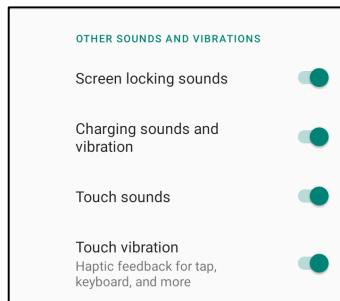 OTHER SOUNDS AND VIBRATIONS
Screen locking sounds
Charging sounds and
vibration
Touch sounds
Touch vibration
Haptic feedback for tap,
keyboard, and more